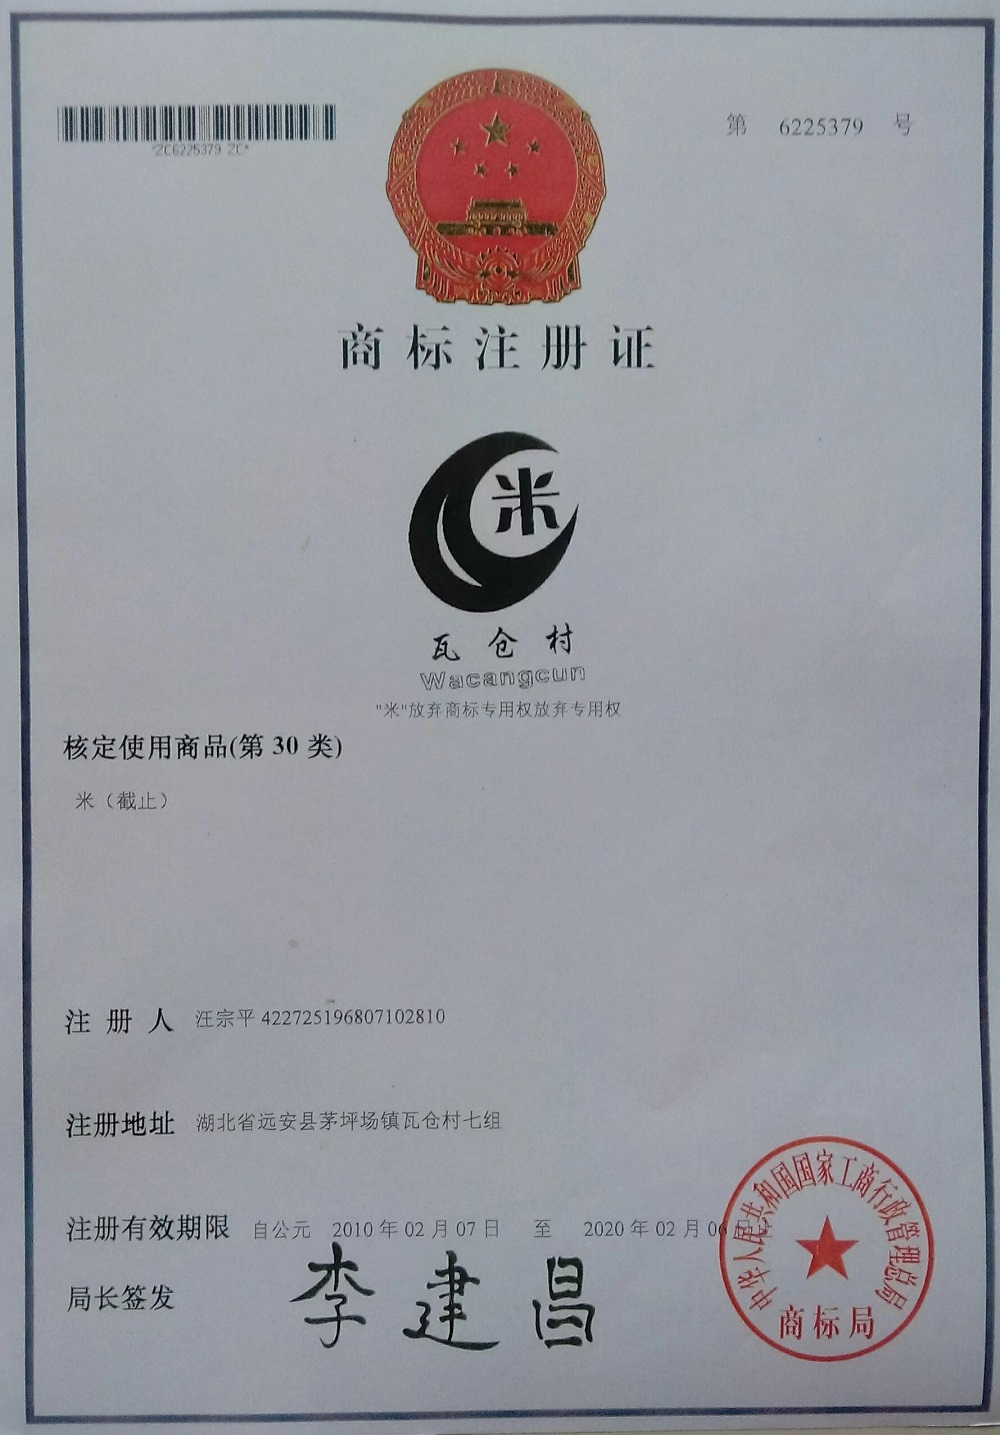 *ZC6225379 ZC*
第 6225379 号
商标注册证
米
瓦仓村
Wacangcun
"米"放弃商标专用权放弃专用权
核定使用商品(第 30 类)
米（截止）
注册人 汪宗平 422725196807102810
注册地址 湖北省远安县茅坪场镇瓦仓村七组
注册有效期限 自公元 2010 年 02 月 07 日 至 2020 年 02 月 06 日止
局长签发 李建昌
中华人民共和国国家工商行政管理总局
商标局